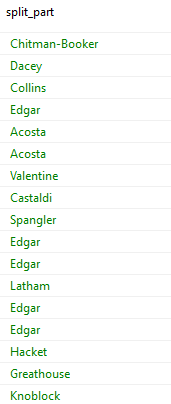 split_part
Chitman-Booker
Dacey
Collins
Edgar
Acosta
Acosta
Valentine
Castaldi
Spangler
Edgar
Edgar
Latham
Edgar
Edgar
Hacket
Greathouse
Knoblock